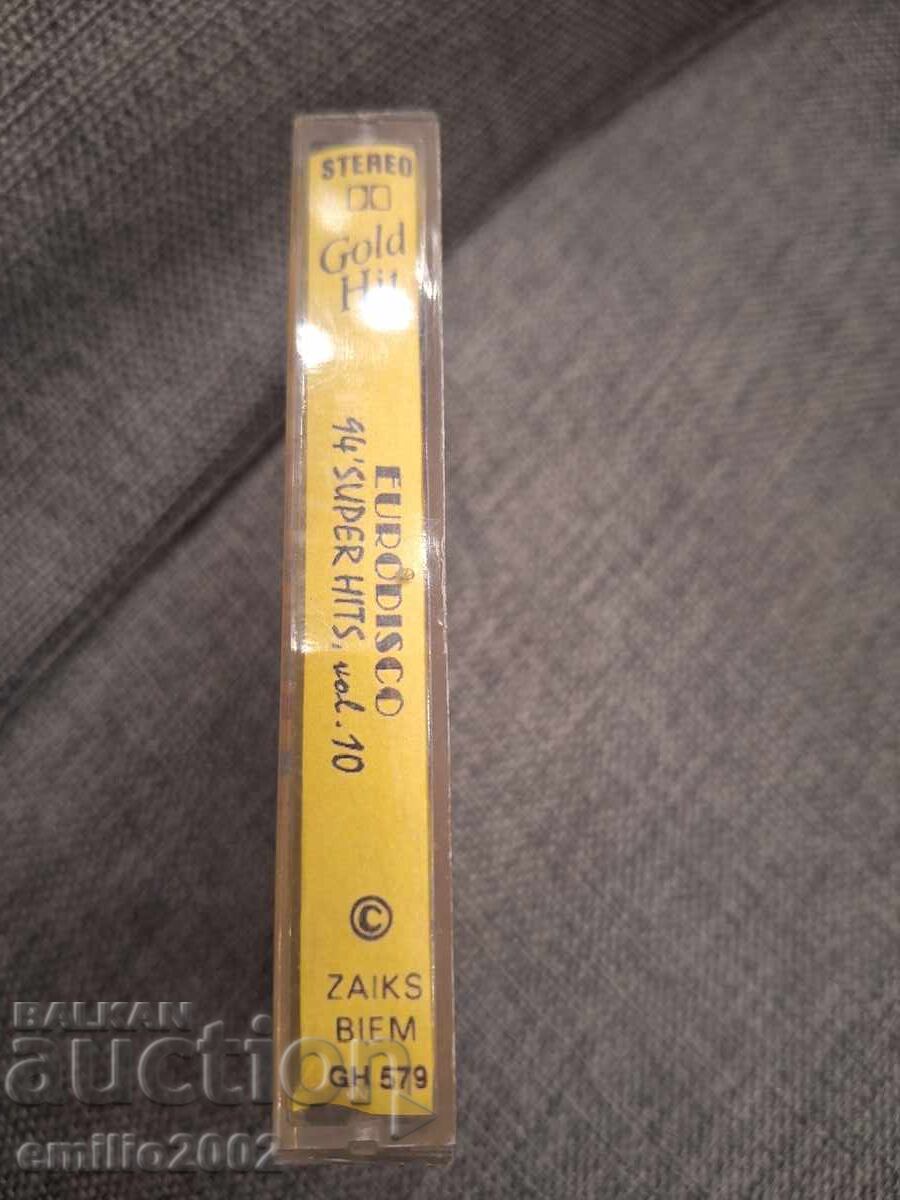 STEREO
Gold
Hit
EURODISCO
94' SUPER HITS, vol. 10
©
ZAIKS
BIEM
GH 579
BALKAN
auction
emilio2002